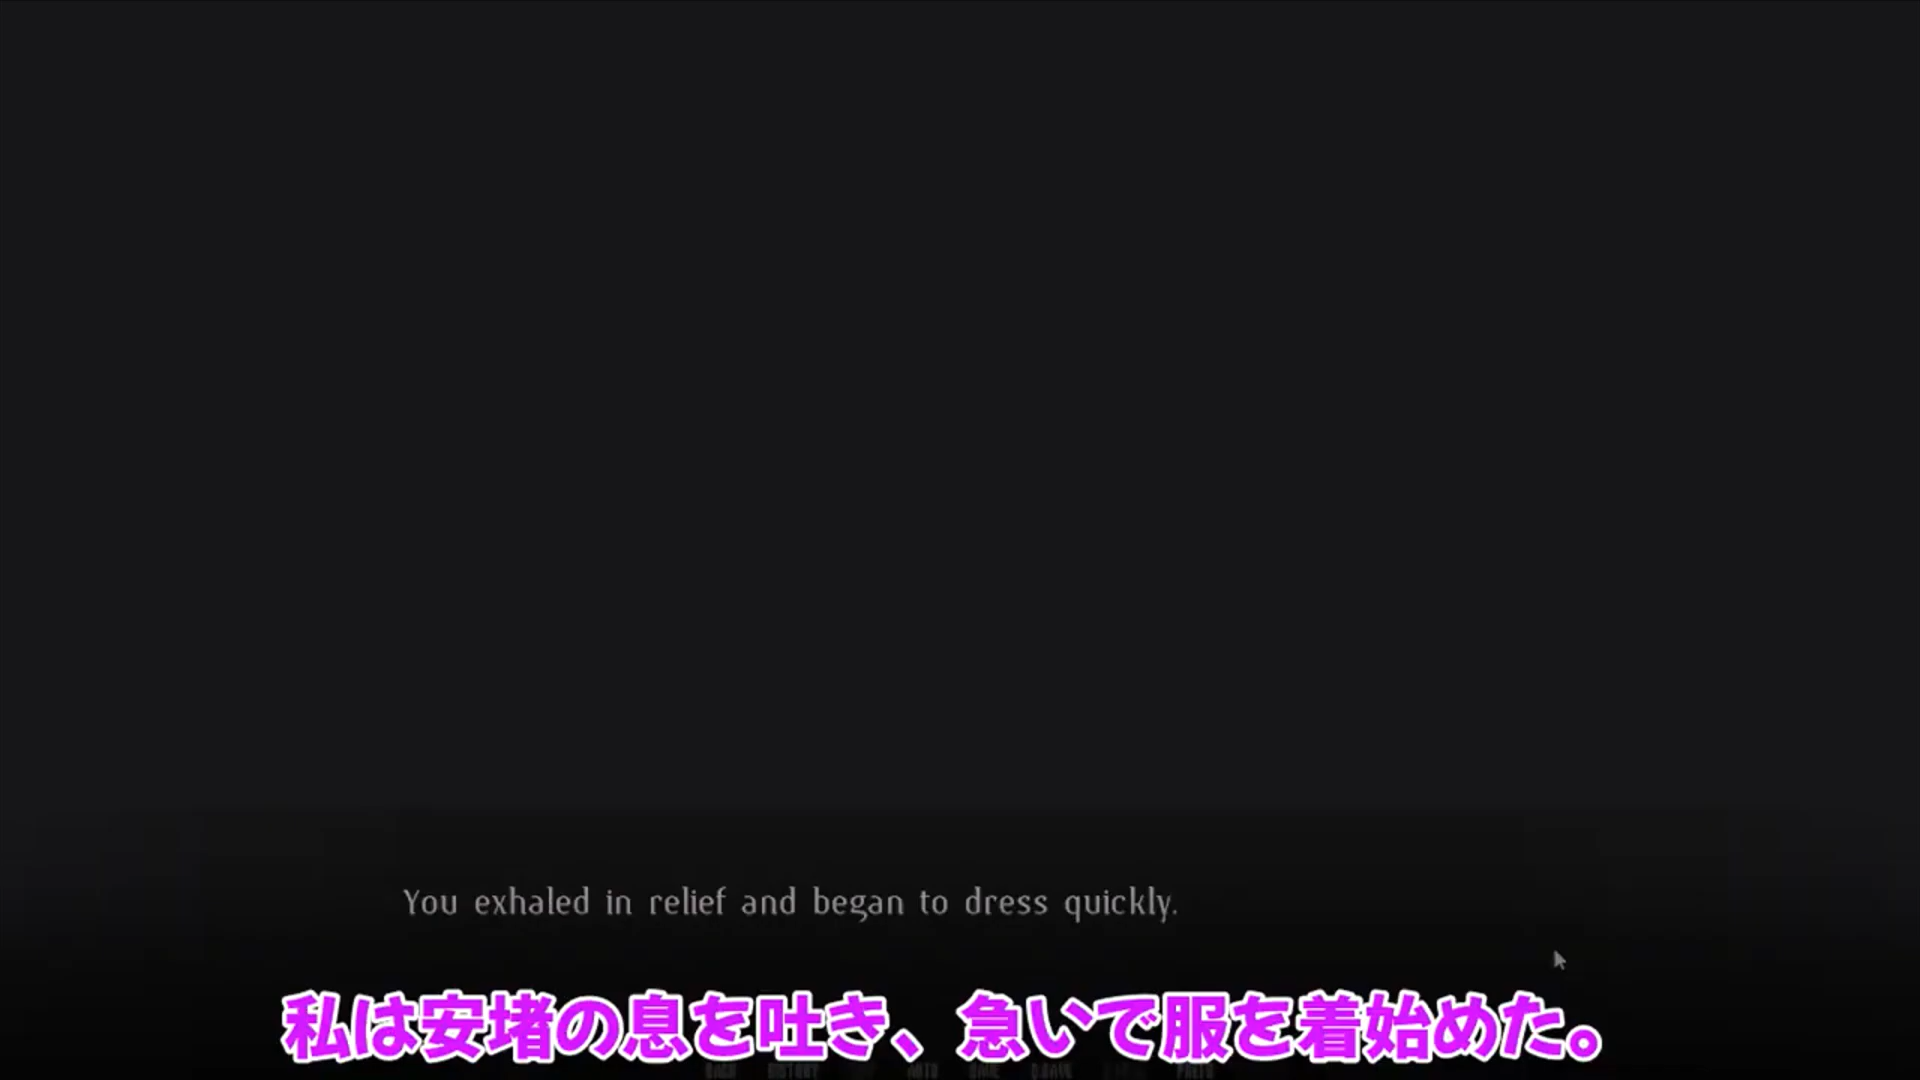 You exhaled in relief and began to dress quickly.
私は安堵の息を吐き、急いで服を着始めた。